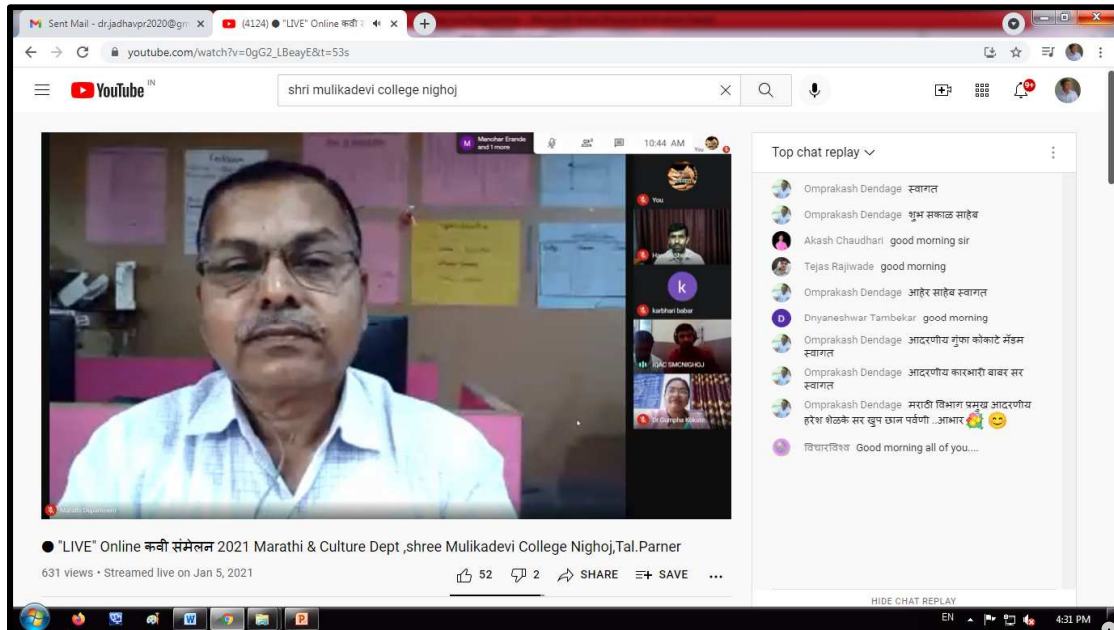 Sent Mail - dr.jadhavpr2020@gm
(4124) ● "LIVE" Online कवी
youtube.com/watch?v=0gG2_LBeayE&t=53s
YouTube IN
shri mulikadevi college nighoj
9+
M Manohar Erande
and 1 more
10:44 AM
You
You
k
karbhari babar
IQAC SMCNIGHOJ
Dr Gumpha Kokate
Marathi Department
Top chat replay
Omprakash Dendage स्वागत
Omprakash Dendage शुभ सकाळ साहेब
Akash Chaudhari good morning sir
Tejas Rajiwade good morning
Omprakash Dendage आहेर साहेब स्वागत
D Dnyaneshwar Tambekar good morning
Omprakash Dendage आदरणीय गुंफा कोकाटे मॅडम
स्वागत
Omprakash Dendage आदरणीय कारभारी बाबर सर
स्वागत
Omprakash Dendage मराठी विभाग प्रमुख आदरणीय
हरेश शेळके सर खुप छान पर्वणी ..आभार 💐 😊
विचारविश्व Good morning all of you....
● "LIVE" Online कवी संमेलन 2021 Marathi & Culture Dept ,shree Mulikadevi College Nighoj,Tal.Parner
631 views • Streamed live on Jan 5, 2021
52 2 SHARE SAVE ...
HIDE CHAT REPLAY
EN 4:31 PM